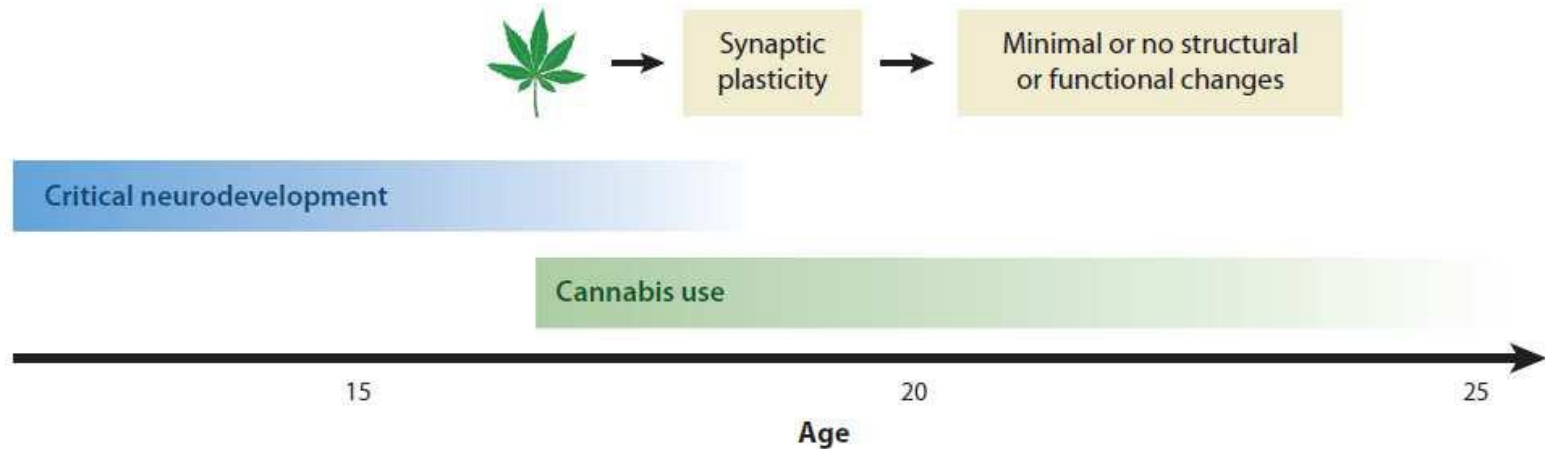 Synaptic
plasticity
Minimal or no structural
or functional changes
Critical neurodevelopment
Cannabis use
15
20
25
Age